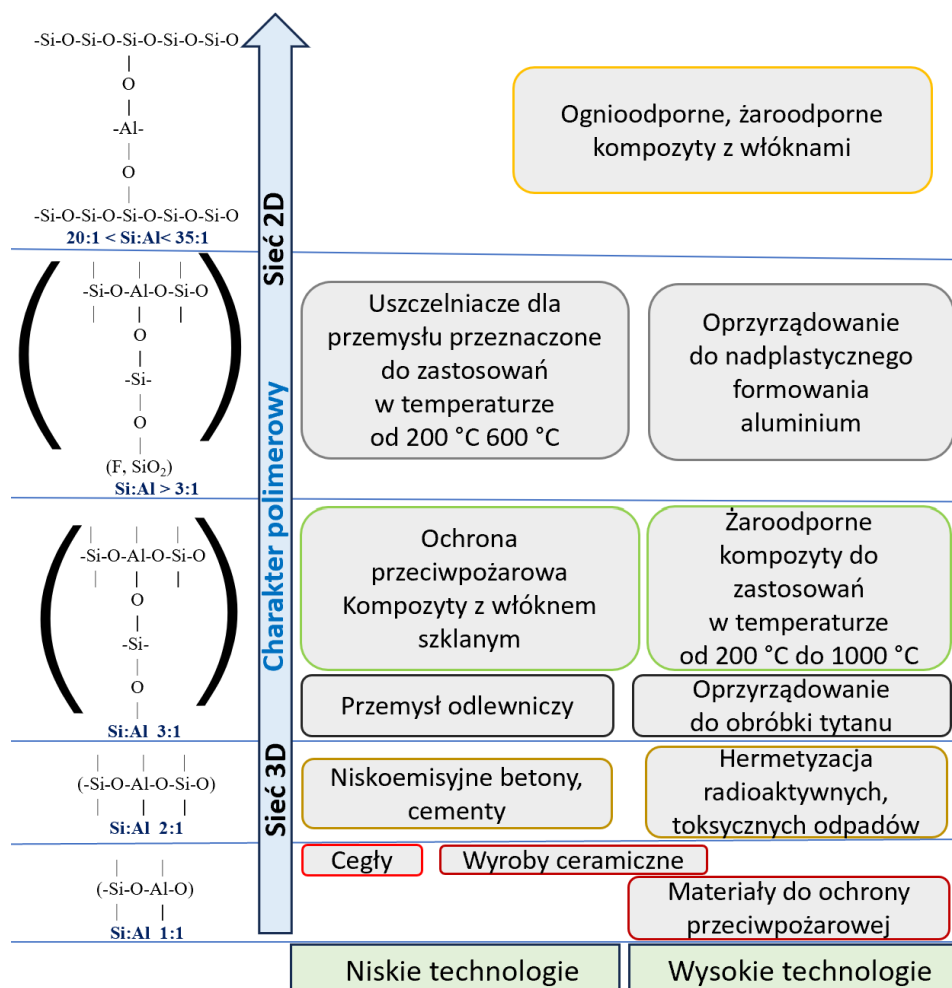 -Si-O-Si-O-Si-O-Si-O-Si-O
|
O
|
-Al-
|
O
|
-Si-O-Si-O-Si-O-Si-O-Si-O
20:1 < Si:Al< 35:1
Ognioodporne, żaroodporne
kompozyty z włóknami
| | |
-Si-O-Al-O-Si-O
| | |
O
|
-Si-
|
O
|
(F, SiO₂)
Si:Al > 3:1
Uszczelniacze dla
przemysłu przeznaczone
do zastosowań
w temperaturze
od 200 °C 600 °C
Oprzyrządowanie
do nadplastycznego
formowania
aluminium
| | |
-Si-O-Al-O-Si-O
| | |
O
|
-Si-
|
O
|
Si:Al 3:1
Ochrona
przeciwpożarowa
Kompozyty z włóknem
szklanym
Żaroodporne
kompozyty do
zastosowań
w temperaturze
od 200 °C do 1000 °C
Przemysł odlewniczy
Oprzyrządowanie
do obróbki tytanu
| | |
(-Si-O-Al-O-Si-O)
| | |
Si:Al 2:1
Niskoemisyjne betony,
cementy
Hermetyzacja
radioaktywnych,
toksycznych odpadów
| |
(-Si-O-Al-O)
| |
Si:Al 1:1
Cegły
Wyroby ceramiczne
Materiały do ochrony
przeciwpożarowej
Sieć 3D
Charakter polimerowy
Sieć 2D
Niskie technologie
Wysokie technologie